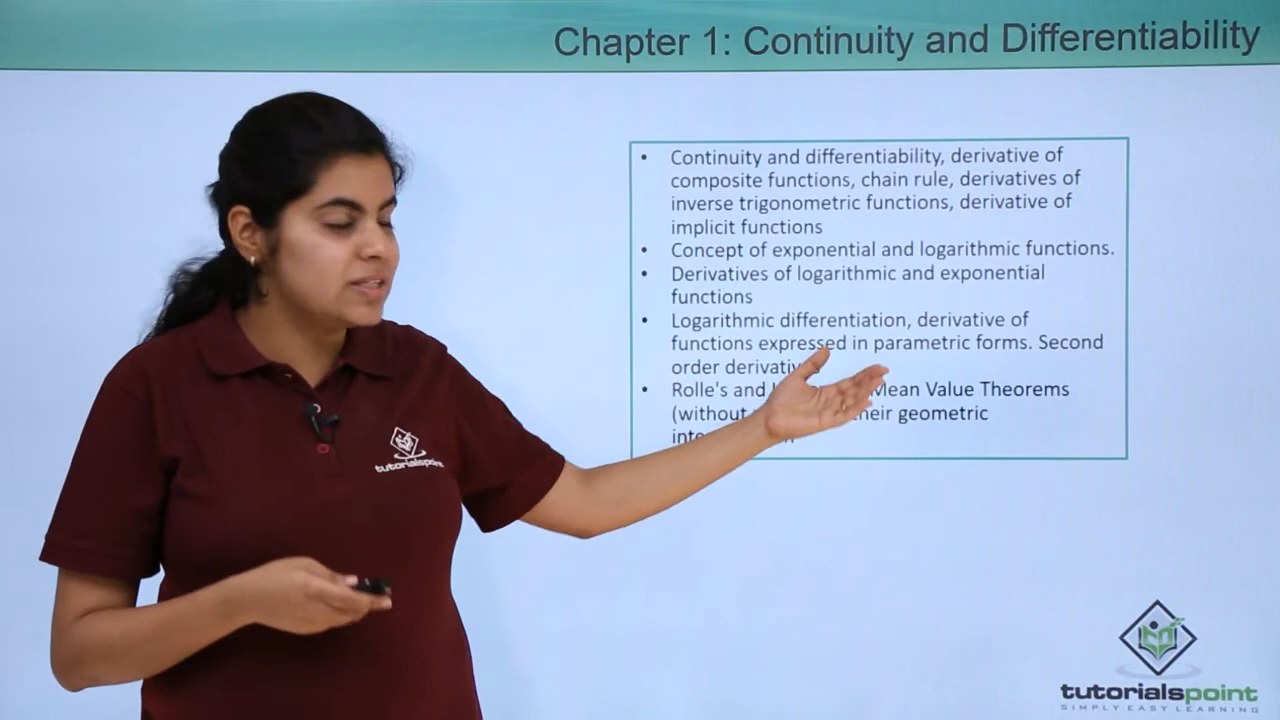 Chapter 1: Continuity and Differentiability
• Continuity and differentiability, derivative of
composite functions, chain rule, derivatives of
inverse trigonometric functions, derivative of
implicit functions
• Concept of exponential and logarithmic functions.
• Derivatives of logarithmic and exponential
functions
• Logarithmic differentiation, derivative of
functions expressed in parametric forms. Second
order
• Rolle's and Mean Value Theorems
(without geometric
tutorialspoint
tutorialspoint
SIMPLY EASY LEARNING